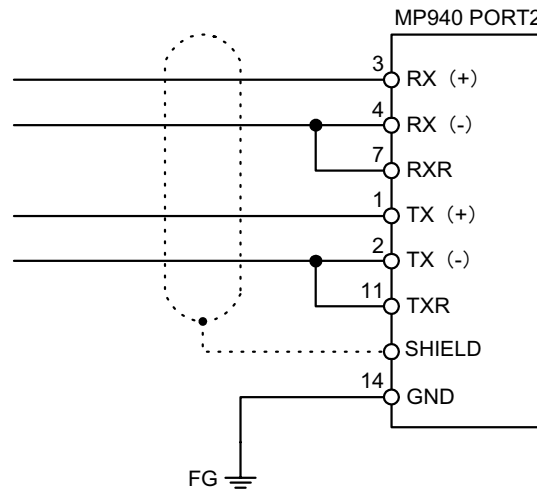 MP940 PORT2
3 RX (+)
4 RX (-)
7 RXR
1 TX (+)
2 TX (-)
11 TXR
SHIELD
14 GND
FG